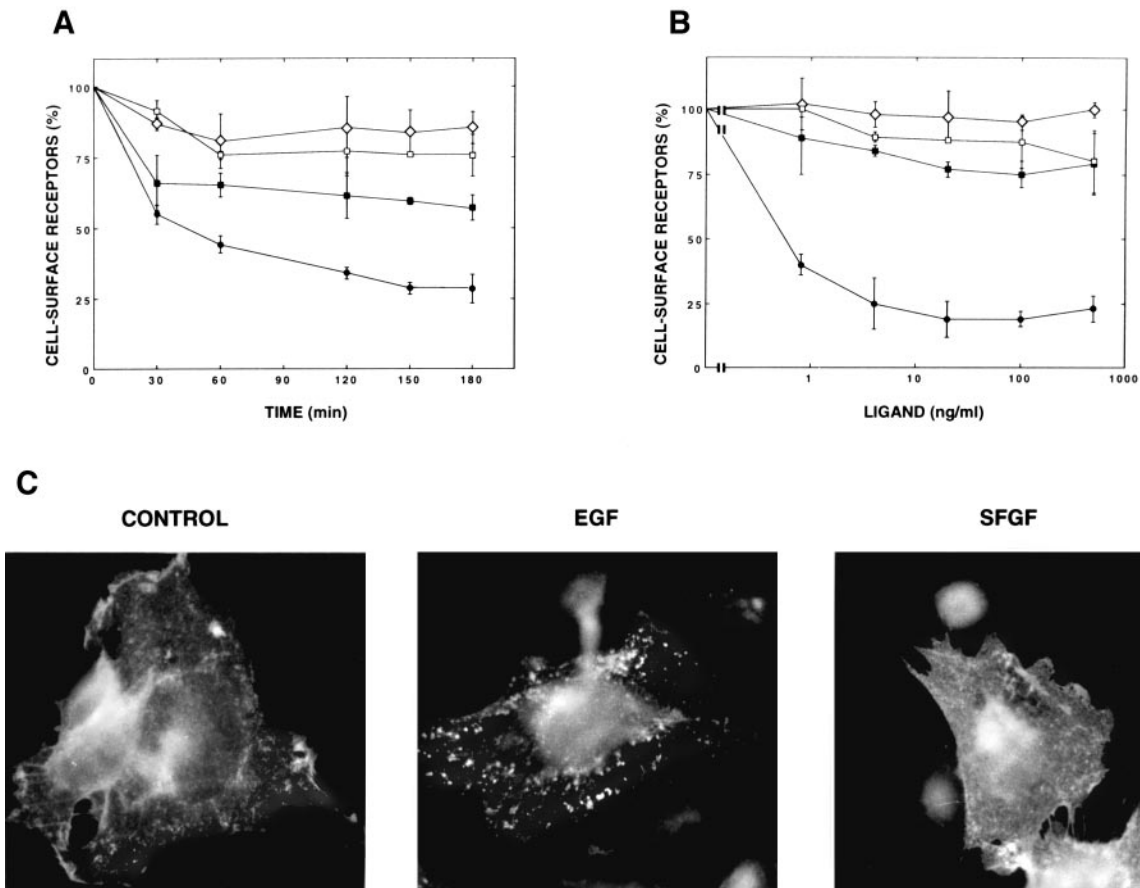 A
CELL-SURFACE RECEPTORS (%)
100
75
50
25
0
0 30 60 90 120 150 180
TIME (min)
B
CELL-SURFACE RECEPTORS (%)
100
75
50
25
0
1 10 100 1000
LIGAND (ng/ml)
C
CONTROL EGF SFGF